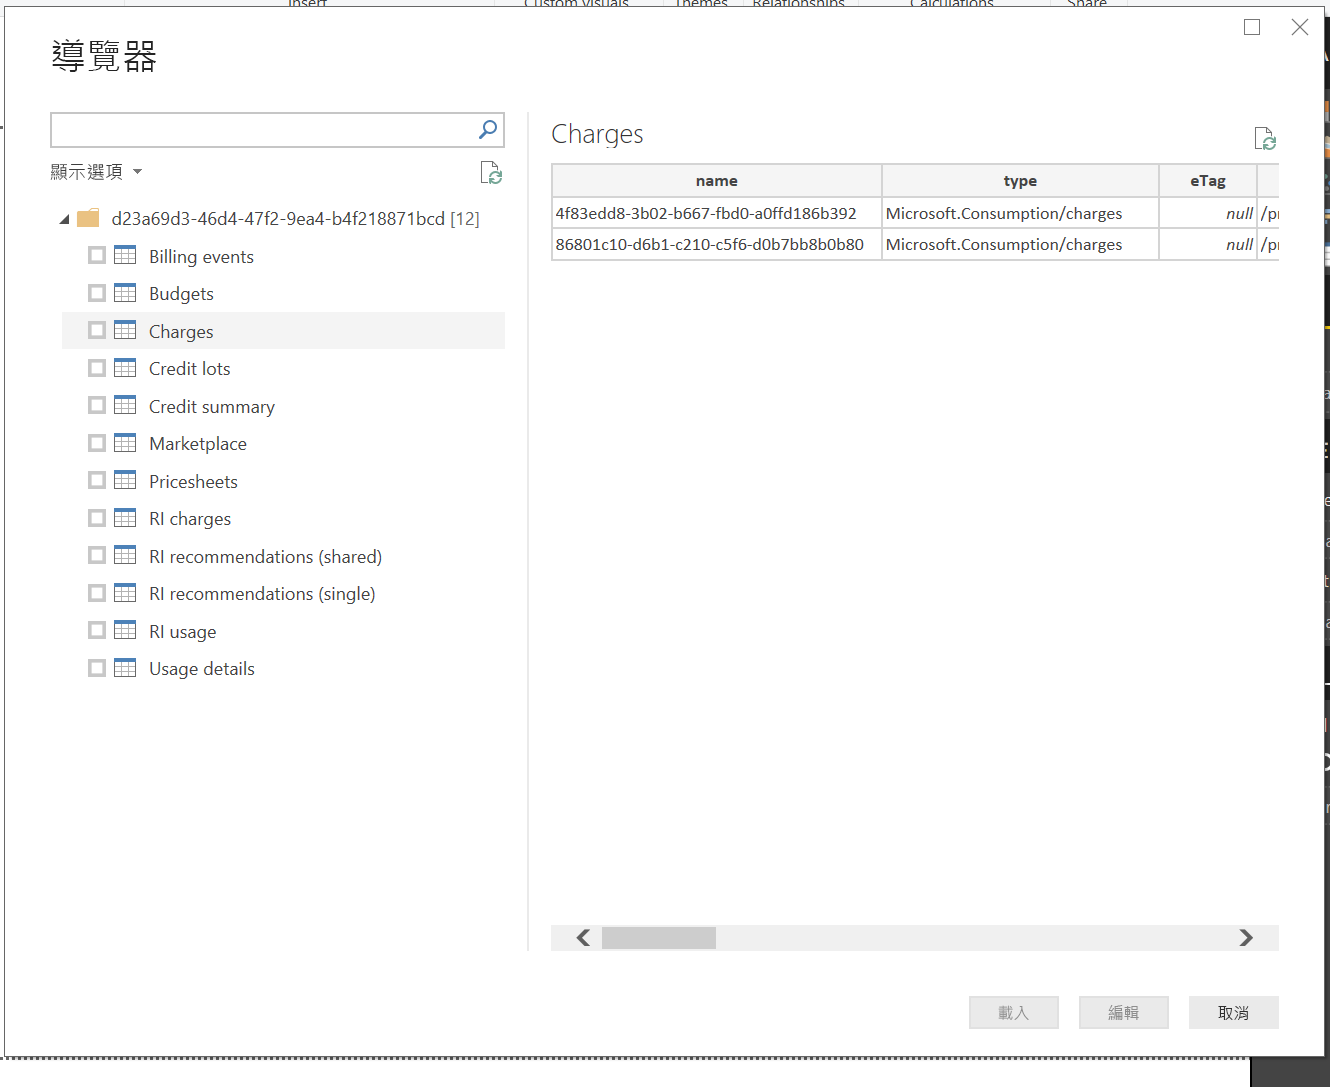 Insert
Custom visuals
Themes
Relationships
Calculations
Share
導覽器
顯示選項
d23a69d3-46d4-47f2-9ea4-b4f218871bcd [12]
Billing events
Budgets
Charges
Credit lots
Credit summary
Marketplace
Pricesheets
RI charges
RI recommendations (shared)
RI recommendations (single)
RI usage
Usage details
Charges
name type eTag
4f83edd8-3b02-b667-fbd0-a0ffd186b392 Microsoft.Consumption/charges null /pr
86801c10-d6b1-c210-c5f6-d0b7bb8b0b80 Microsoft.Consumption/charges null /pr
載入 編輯 取消